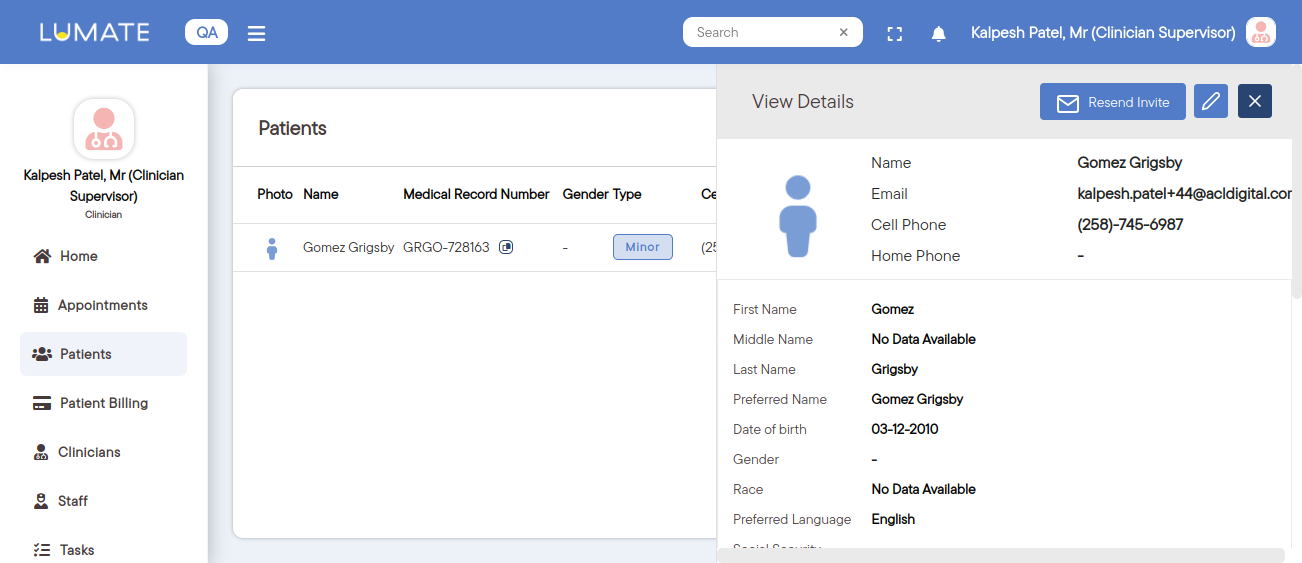 LUMATE
QA
Search
Kalpesh Patel, Mr (Clinician Supervisor)
Kalpesh Patel, Mr (Clinician
Supervisor)
Clinician
Home
Appointments
Patients
Patient Billing
Clinicians
Staff
Tasks
Patients
Photo Name Medical Record Number Gender Type Ce
Gomez Grigsby GRGO-728163 - Minor (25
View Details
Resend Invite
Name Gomez Grigsby
Email kalpesh.patel+44@acldigital.com
Cell Phone (258)-745-6987
Home Phone -
First Name Gomez
Middle Name No Data Available
Last Name Grigsby
Preferred Name Gomez Grigsby
Date of birth 03-12-2010
Gender -
Race No Data Available
Preferred Language English
Social Security